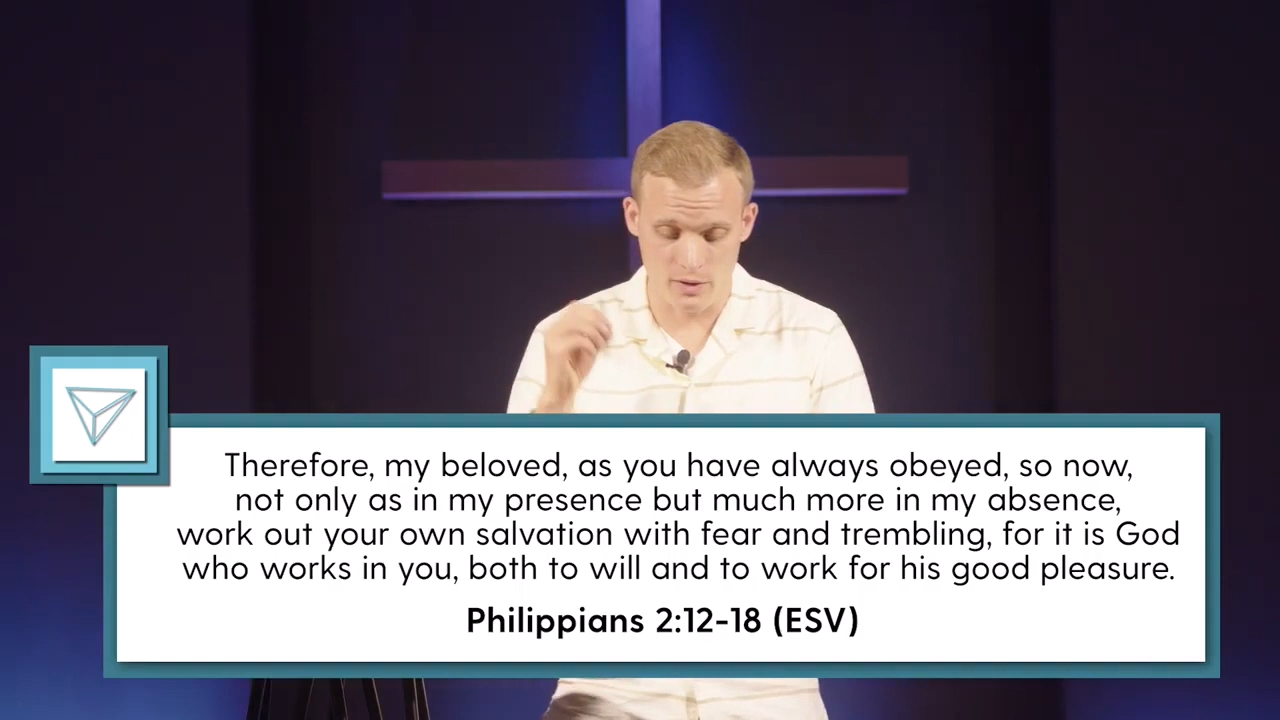 Therefore, my beloved, as you have always obeyed, so now,
not only as in my presence but much more in my absence,
work out your own salvation with fear and trembling, for it is God
who works in you, both to will and to work for his good pleasure.
Philippians 2:12-18 (ESV)